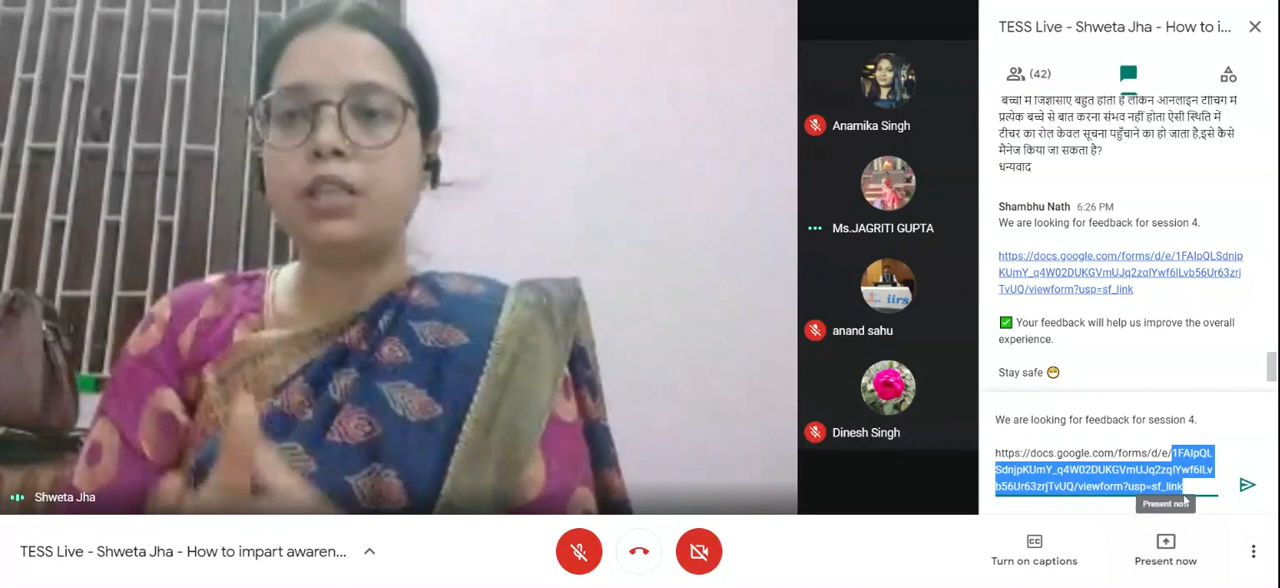 TESS Live - Shweta Jha - How to i...
(42)
बच्चों में जिज्ञासाएं बहुत होती है लेकिन ऑनलाइन टीचिंग में
प्रत्येक बच्चे से बात करना संभव नहीं होता ऐसी स्थिति में
टीचर का रोल केवल सूचना पहुँचाने का हो जाता है,इसे कैसे
मैनेज किया जा सकता है?
धन्यवाद
Shambhu Nath 6:26 PM
We are looking for feedback for session 4.
https://docs.google.com/forms/d/e/1FAIpQLSdnjp
KUmY_q4W02DUKGVmUJq2zqIYwf6lLvb56Ur63zrj
TvUQ/viewform?usp=sf_link
✅ Your feedback will help us improve the overall
experience.
Stay safe 😷
We are looking for feedback for session 4.
https://docs.google.com/forms/d/e/1FAIpQL
SdnjpKUmY_q4W02DUKGVmUJq2zqIYwf6lLv
b56Ur63zrjTvUQ/viewform?usp=sf_link
Present now
Anamika Singh
Ms.JAGRITI GUPTA
iirs
anand sahu
Dinesh Singh
Shweta Jha
TESS Live - Shweta Jha - How to impart awaren...
CC
Turn on captions
Present now